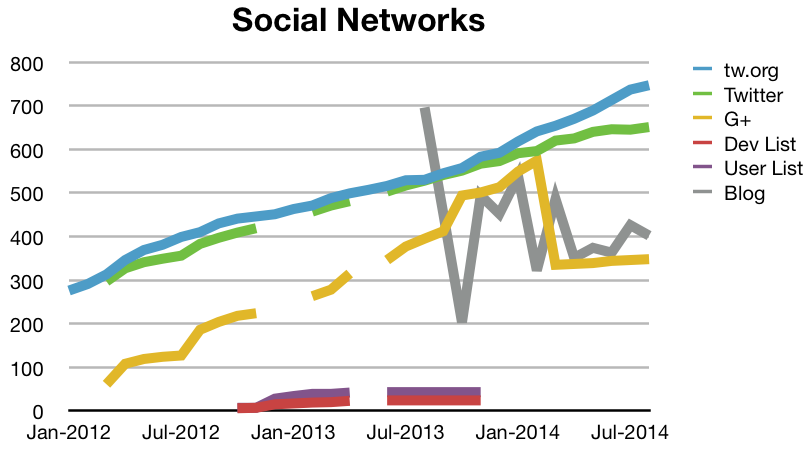 Social Networks
800
700
600
500
400
300
200
100
0
Jan-2012 Jul-2012 Jan-2013 Jul-2013 Jan-2014 Jul-2014
tw.org
Twitter
G+
Dev List
User List
Blog